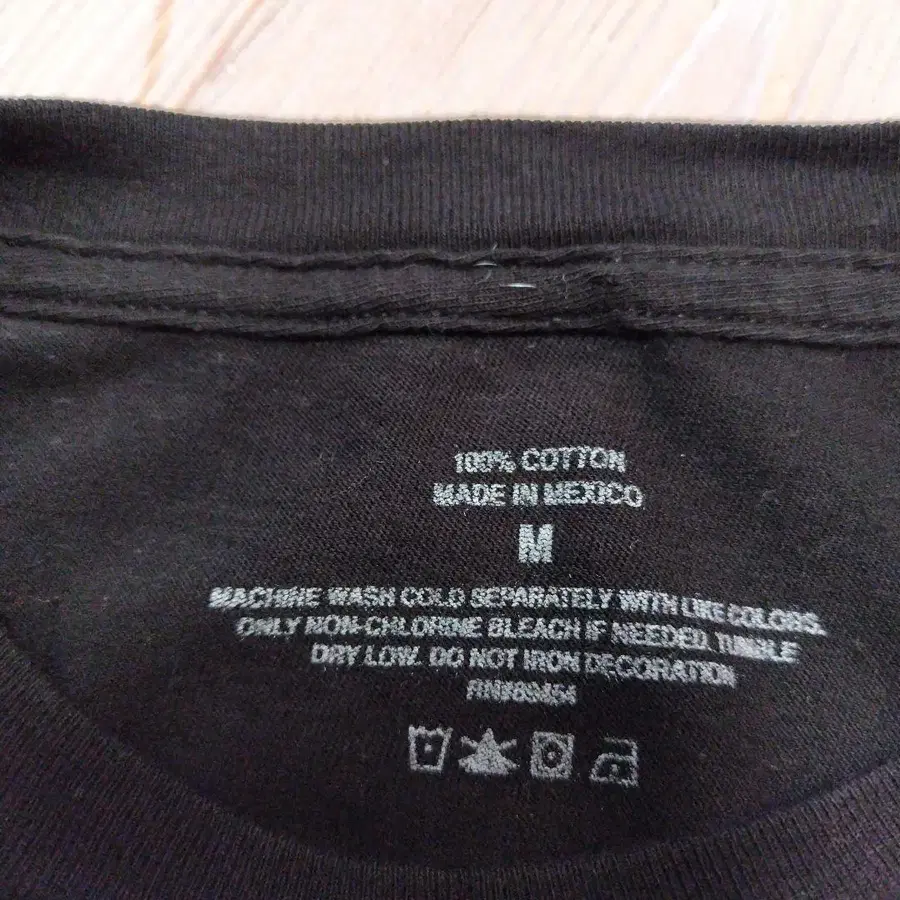 100% COTTON
MADE IN MEXICO
M
MACHINE WASH COLD SEPARATELY WITH LIKE COLORS.
ONLY NON-CHLORINE BLEACH IF NEEDED. TUMBLE
DRY LOW. DO NOT IRON DECORATION